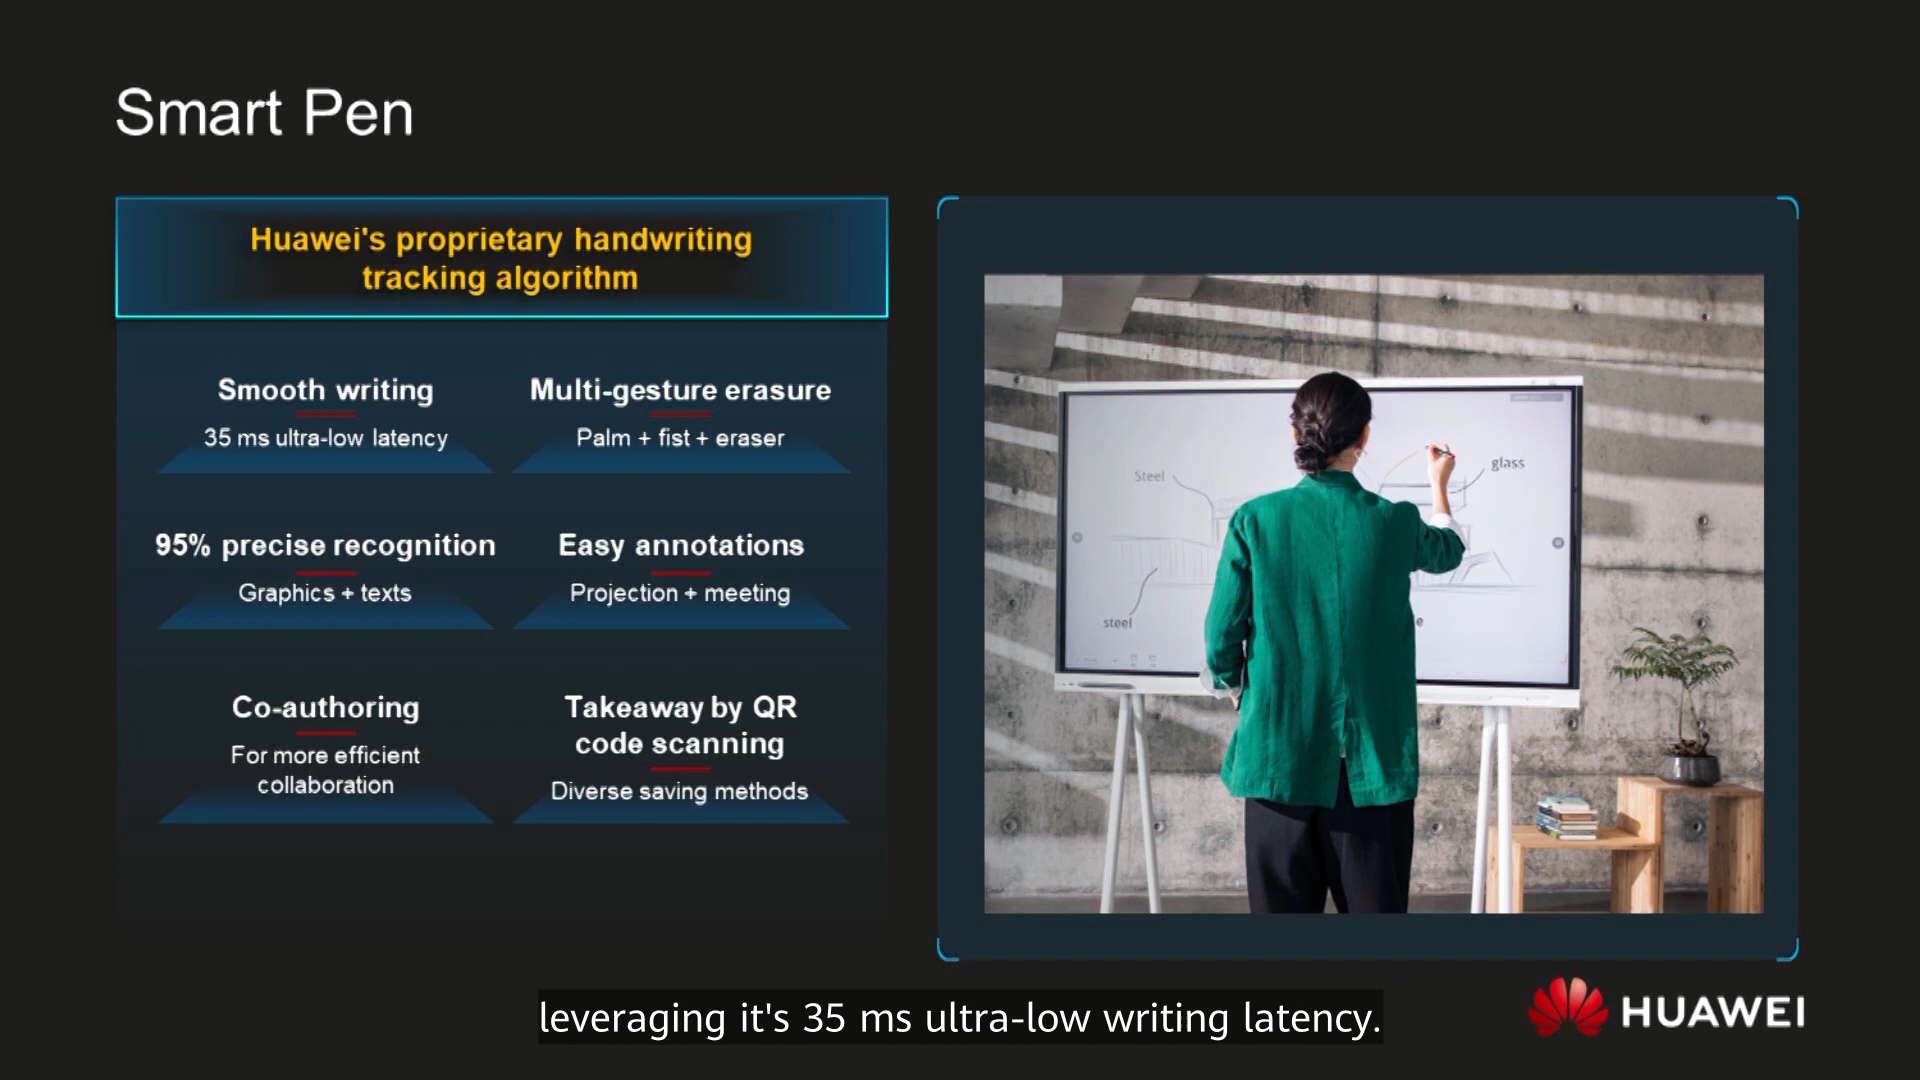 Smart Pen
Huawei's proprietary handwriting
tracking algorithm
Smooth writing
35 ms ultra-low latency
Multi-gesture erasure
Palm + fist + eraser
95% precise recognition
Graphics + texts
Easy annotations
Projection + meeting
Co-authoring
For more efficient
collaboration
Takeaway by QR
code scanning
Diverse saving methods
Steel
glass
steel
e
leveraging it's 35 ms ultra-low writing latency.
HUAWEI